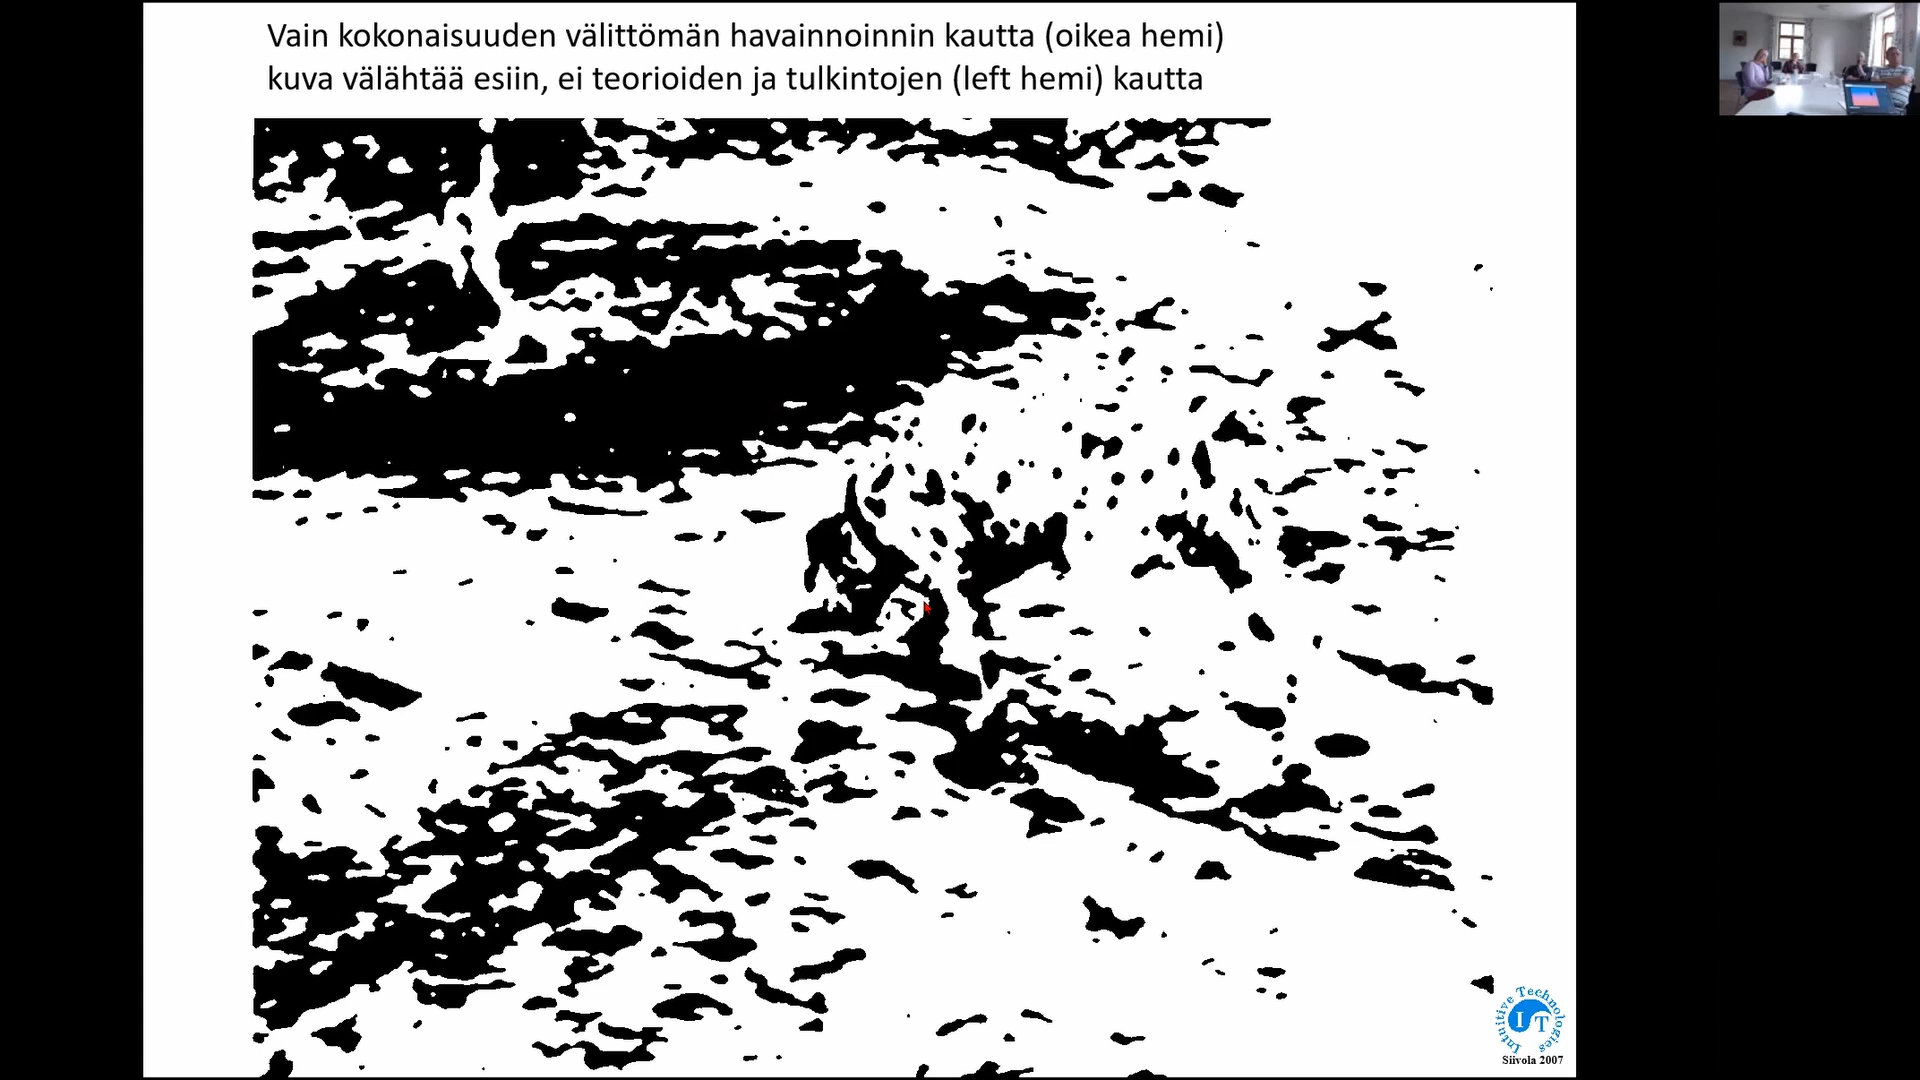 Vain kokonaisuuden välittömän havainnoinnin kautta (oikea hemi)
kuva välähtää esiin, ei teorioiden ja tulkintojen (left hemi) kautta
Intuitive Technologies
IT
Siivola 2007